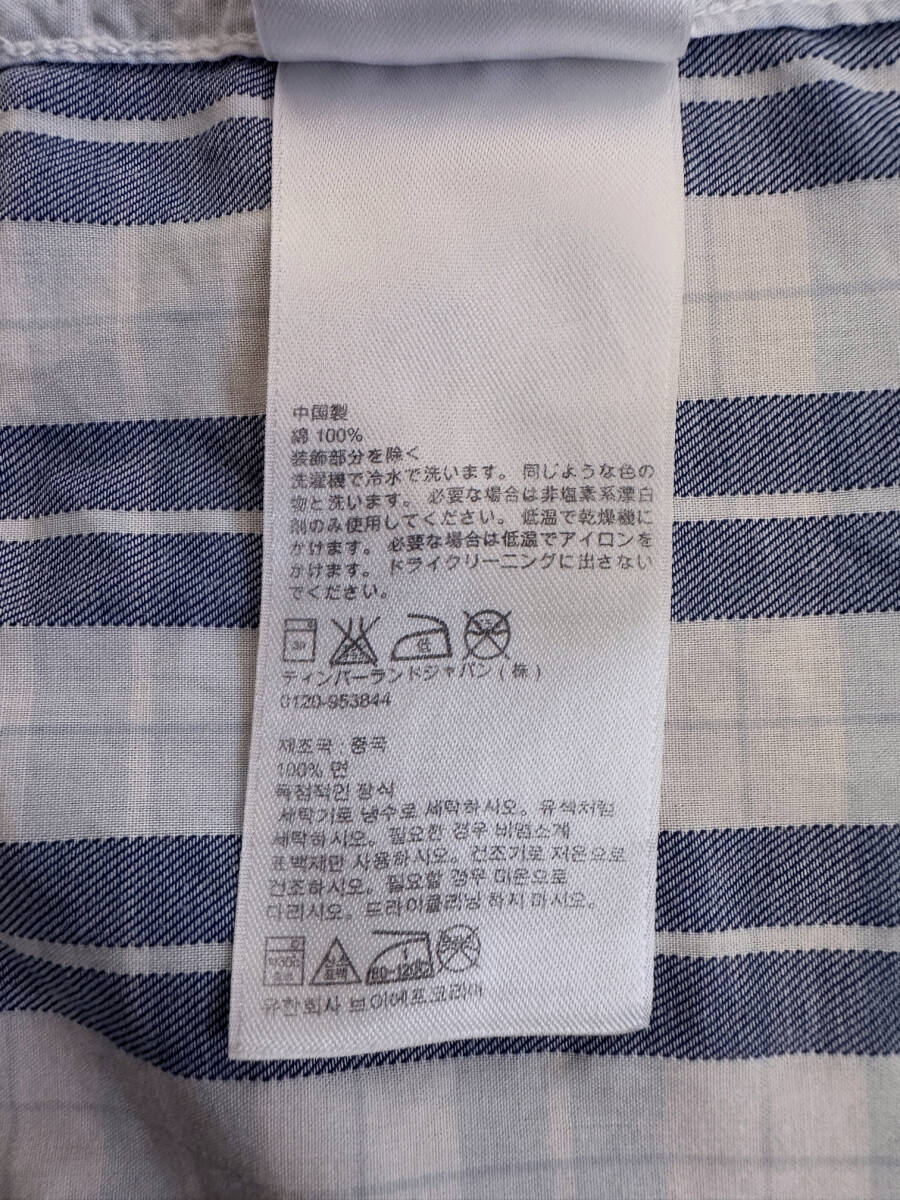 中国製
綿 100%
装飾部分を除く
洗濯機で冷水で洗います。 同じような色の
物と洗います。 必要な場合は非塩素系漂白
剤のみ使用してください。 低温で乾燥機に
かけます。 必要な場合は低温でアイロンを
かけます。 ドライクリーニングに出さない
でください。
低
ティンバーランドジャパン ( 株 )
0120-953844
제조국 : 중국
100% 면
독점적인 장식
세탁기로 냉수로 세탁하시오. 유색처럼
세탁하시오. 필요한 경우 비염소계
표백제만 사용하시오. 건조기로 저온으로
건조하시오. 필요할 경우 미온으로
다리시오. 드라이클리닝 하지 마시오.
80-120C
유한회사 브이에프코리아